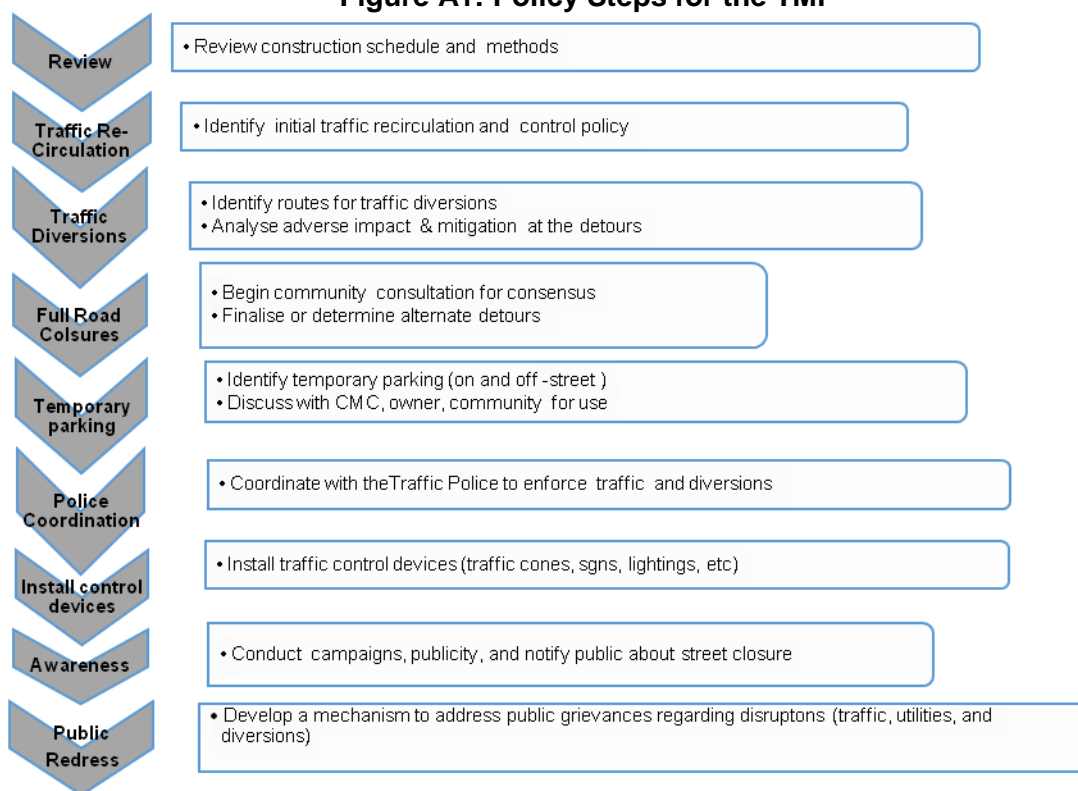 Figure A1: Policy Steps for the TMP
Review
• Review construction schedule and methods
Traffic Re-
Circulation
• Identify initial traffic recirculation and control policy
Traffic
Diversions
• Identify routes for traffic diversions
• Analyse adverse impact & mitigation at the detours
Full Road
Colsures
• Begin community consultation for consensus
• Finalise or determine alternate detours
Temporary
parking
• Identify temporary parking (on and off -street )
• Discuss with CMC, owner, community for use
Police
Coordination
• Coordinate with theTraffic Police to enforce traffic and diversions
Install control
devices
• Install traffic control devices (traffic cones, sgns, lightings, etc)
Awareness
• Conduct campaigns, publicity, and notify public about street closure
Public
Redress
• Develop a mechanism to address public grievances regarding disruptons (traffic, utilities, and
diversions)